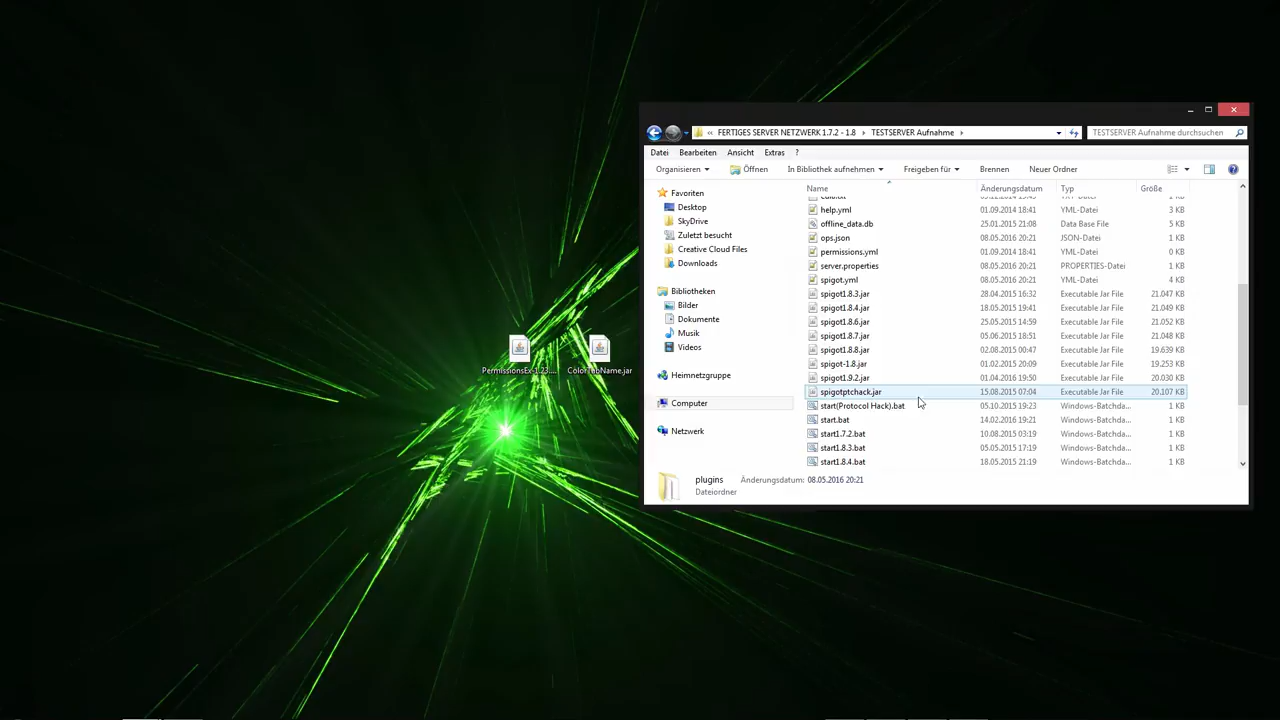 « FERTIGES SERVER NETZWERK 1.7.2 - 1.8 TESTSERVER Aufnahme
TESTSERVER Aufnahme durchsuchen
Datei Bearbeiten Ansicht Extras ?
Organisieren Öffnen In Bibliothek aufnehmen Freigeben für Brennen Neuer Ordner
Favoriten
Desktop
SkyDrive
Zuletzt besucht
Creative Cloud Files
Downloads
Bibliotheken
Bilder
Dokumente
Musik
Videos
Heimnetzgruppe
Computer
Netzwerk
Name Änderungsdatum Typ Größe
help.yml 01.09.2014 18:41 YML-Datei 3 KB
offline_data.db 25.01.2015 21:08 Data Base File 5 KB
ops.json 08.05.2016 20:21 JSON-Datei 1 KB
permissions.yml 01.09.2014 18:41 YML-Datei 0 KB
server.properties 08.05.2016 20:21 PROPERTIES-Datei 1 KB
spigot.yml 08.05.2016 20:21 YML-Datei 4 KB
spigot1.8.3.jar 28.04.2015 16:32 Executable Jar File 21.047 KB
spigot1.8.4.jar 18.05.2015 19:41 Executable Jar File 21.049 KB
spigot1.8.6.jar 25.05.2015 14:59 Executable Jar File 21.052 KB
spigot1.8.7.jar 05.06.2015 18:51 Executable Jar File 21.048 KB
spigot1.8.8.jar 02.08.2015 00:47 Executable Jar File 19.639 KB
spigot-1.8.jar 01.02.2015 20:09 Executable Jar File 19.253 KB
spigot1.9.2.jar 01.04.2016 19:50 Executable Jar File 20.030 KB
spigotptchack.jar 15.08.2015 07:04 Executable Jar File 20.107 KB
start(Protocol Hack).bat 05.10.2015 19:23 Windows-Batchda... 1 KB
start.bat 14.02.2016 19:21 Windows-Batchda... 1 KB
start1.7.2.bat 10.08.2015 03:19 Windows-Batchda... 1 KB
start1.8.3.bat 05.05.2015 17:19 Windows-Batchda... 1 KB
start1.8.4.bat 18.05.2015 21:19 Windows-Batchda... 1 KB
plugins Änderungsdatum: 08.05.2016 20:21
Dateiordner
PermissionsEx-1.23.... ColorTabName.jar